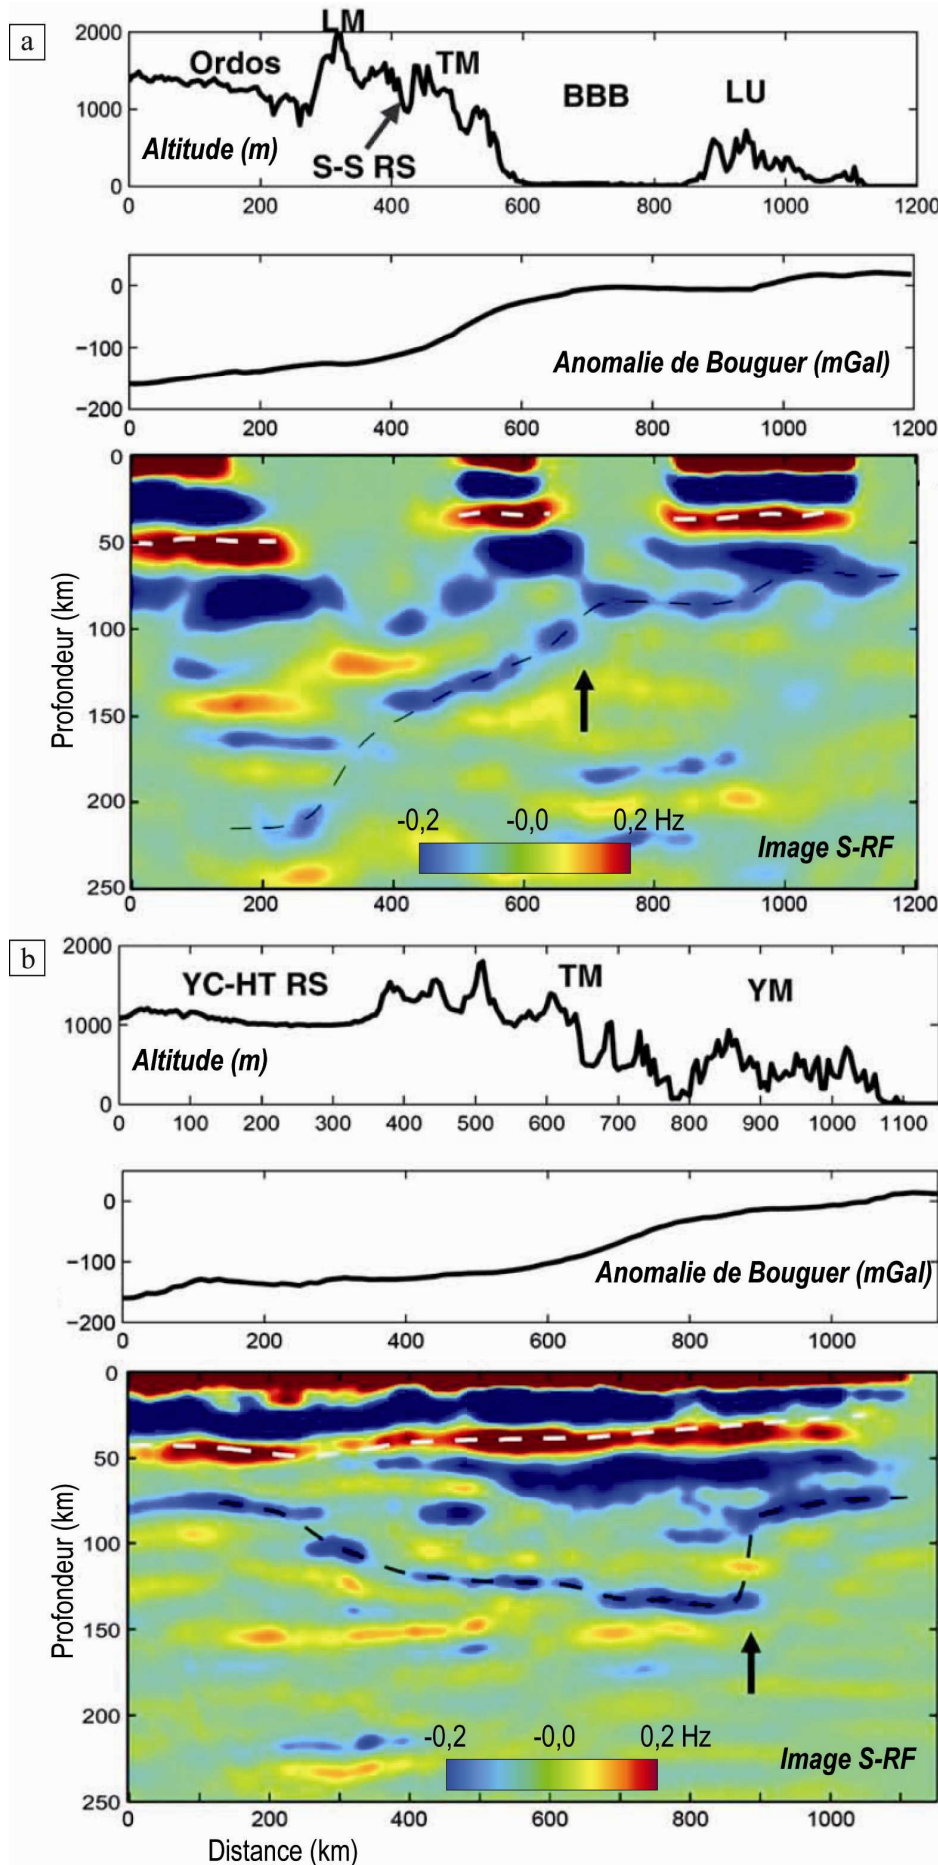 a
LM
2000
Ordos
TM
BBB
LU
1000
Altitude (m)
S-S RS
0
0 200 400 600 800 1000 1200
0
−100
Anomalie de Bouguer (mGal)
−200
0 200 400 600 800 1000
0
50
100
150
200
250
Profondeur (km)
-0,2 -0,0 0,2 Hz
Image S-RF
0 200 400 600 800 1000 1200
b
2000
YC-HT RS
TM
YM
1000
Altitude (m)
0
0 100 200 300 400 500 600 700 800 900 1000 1100
0
−100
Anomalie de Bouguer (mGal)
−200
0 200 400 600 800 1000
0
50
100
150
200
250
Profondeur (km)
-0,2 -0,0 0,2 Hz
Image S-RF
0 200 400 600 800 1000
Distance (km)